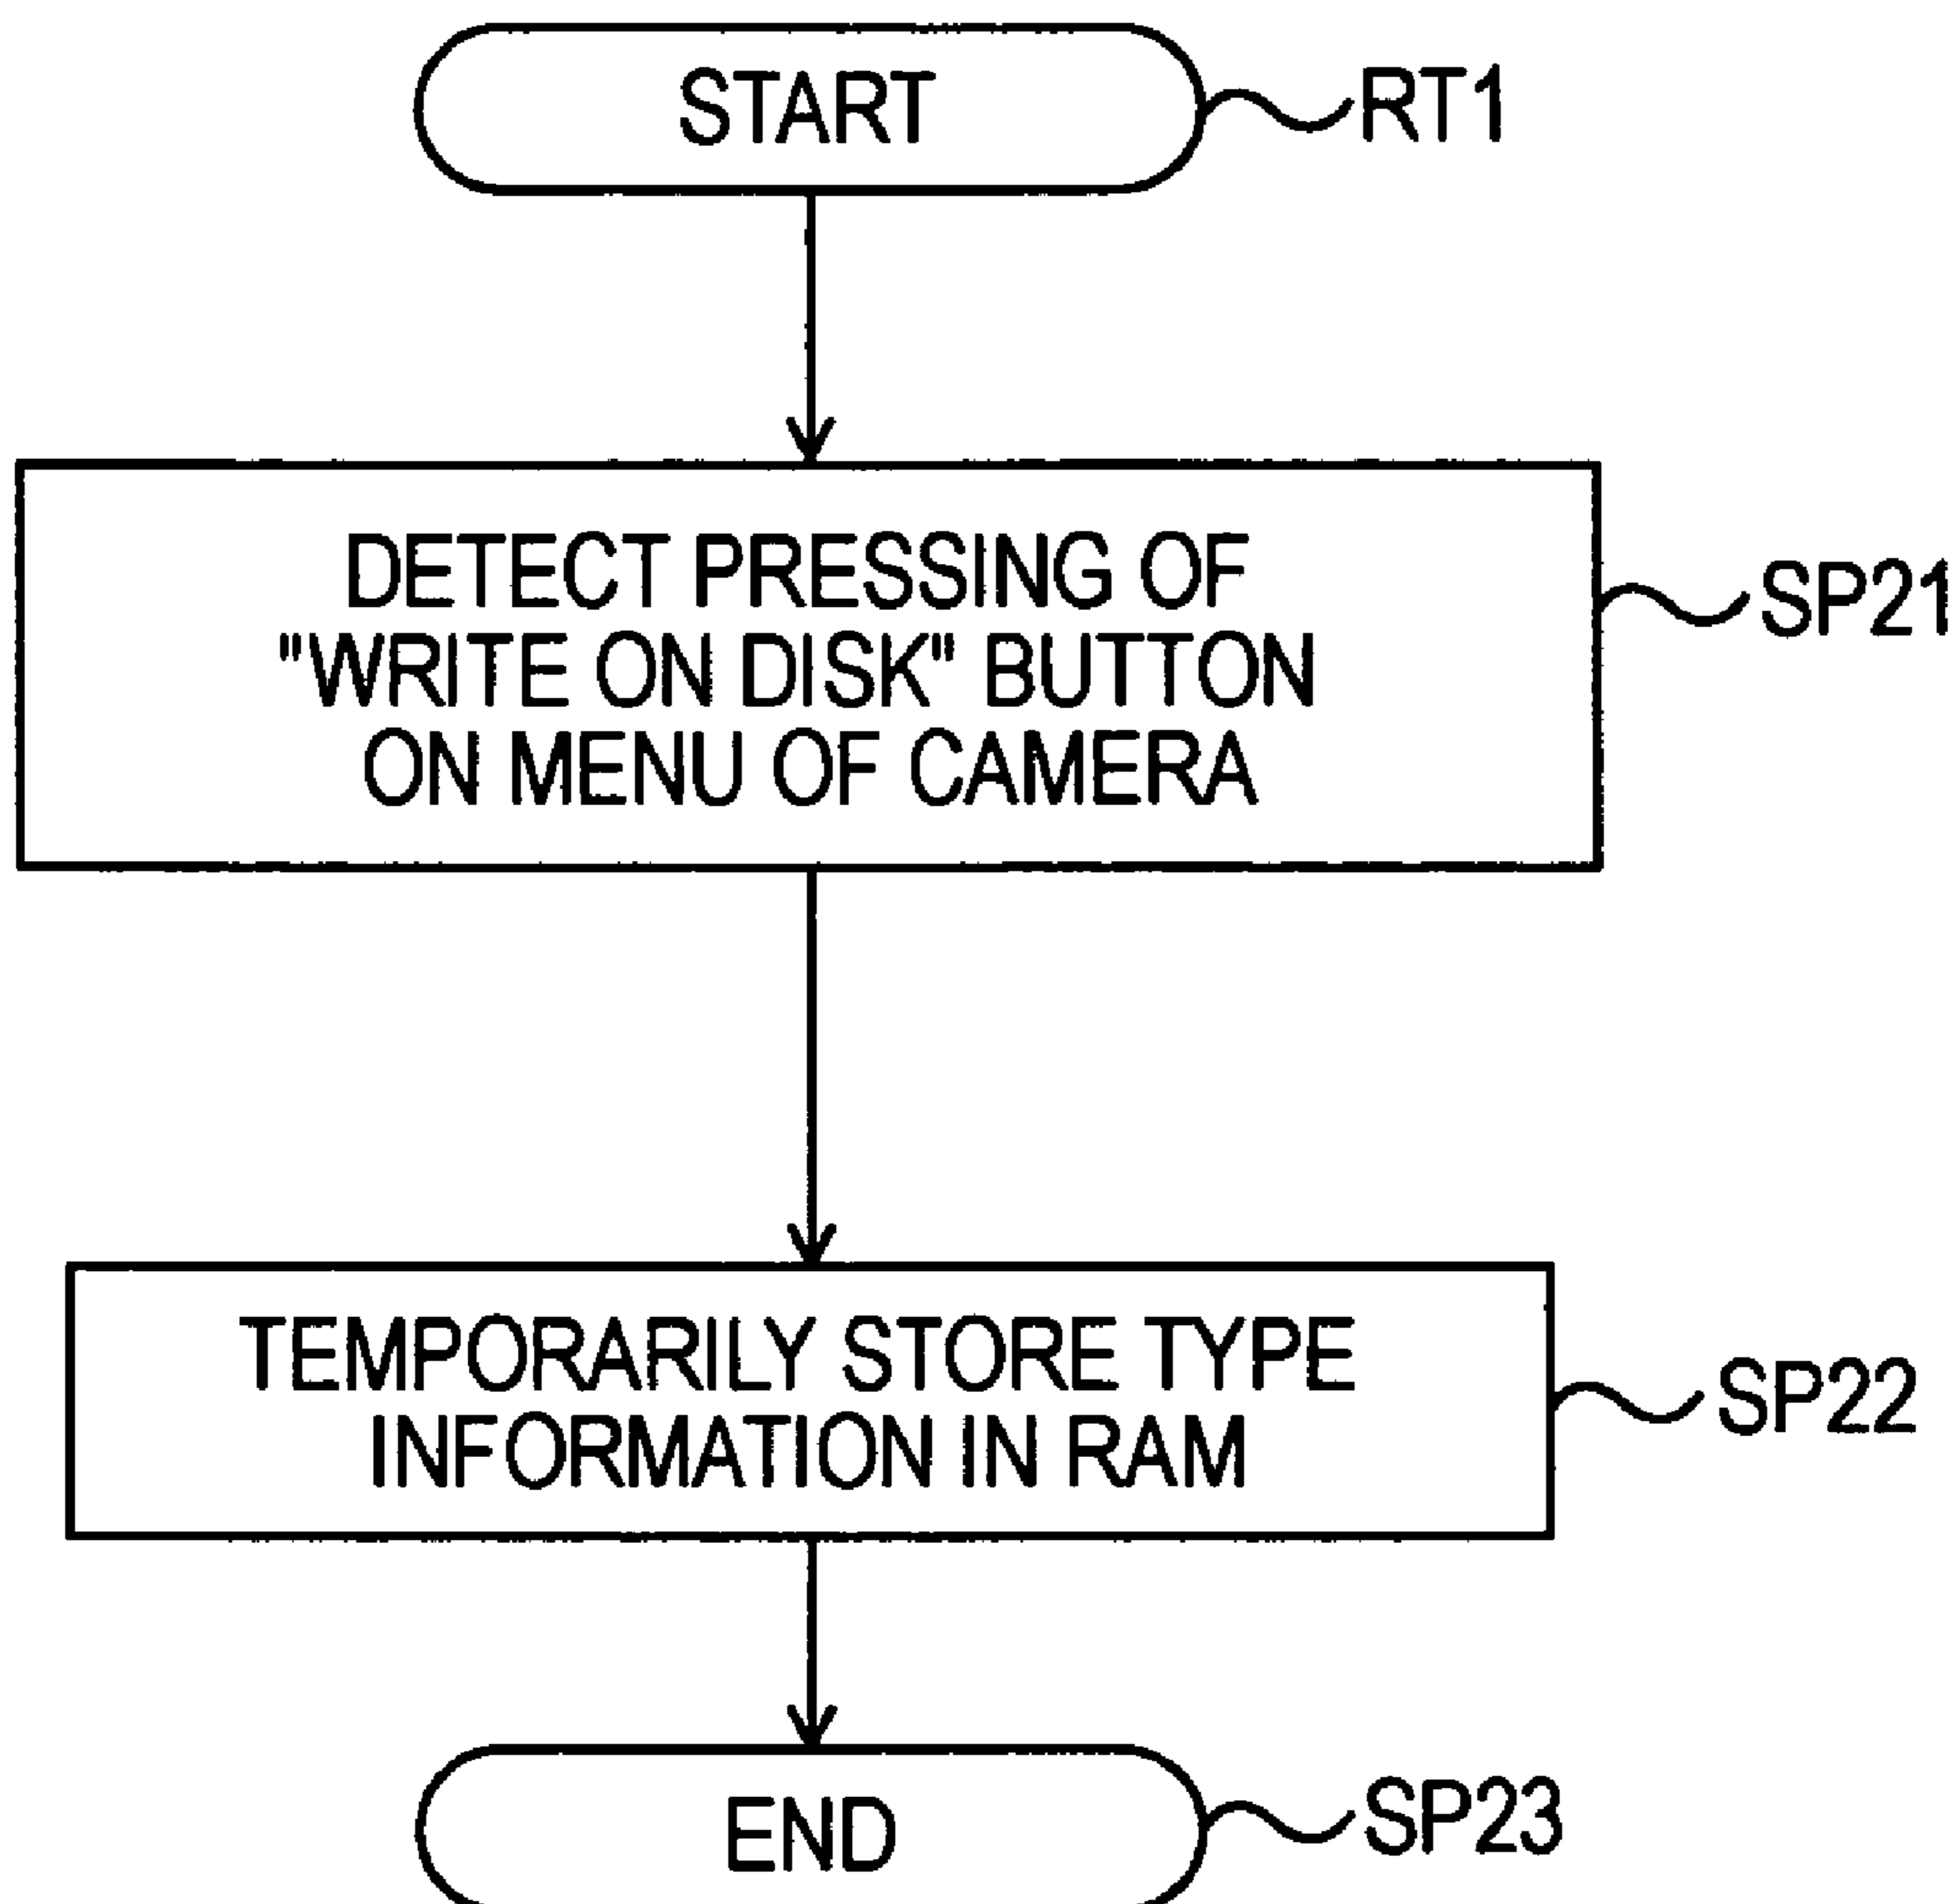 START
RT1
DETECT PRESSING OF
"WRITE ON DISK" BUTTON
ON MENU OF CAMERA
SP21
TEMPORARILY STORE TYPE
INFORMATION IN RAM
SP22
END
SP23